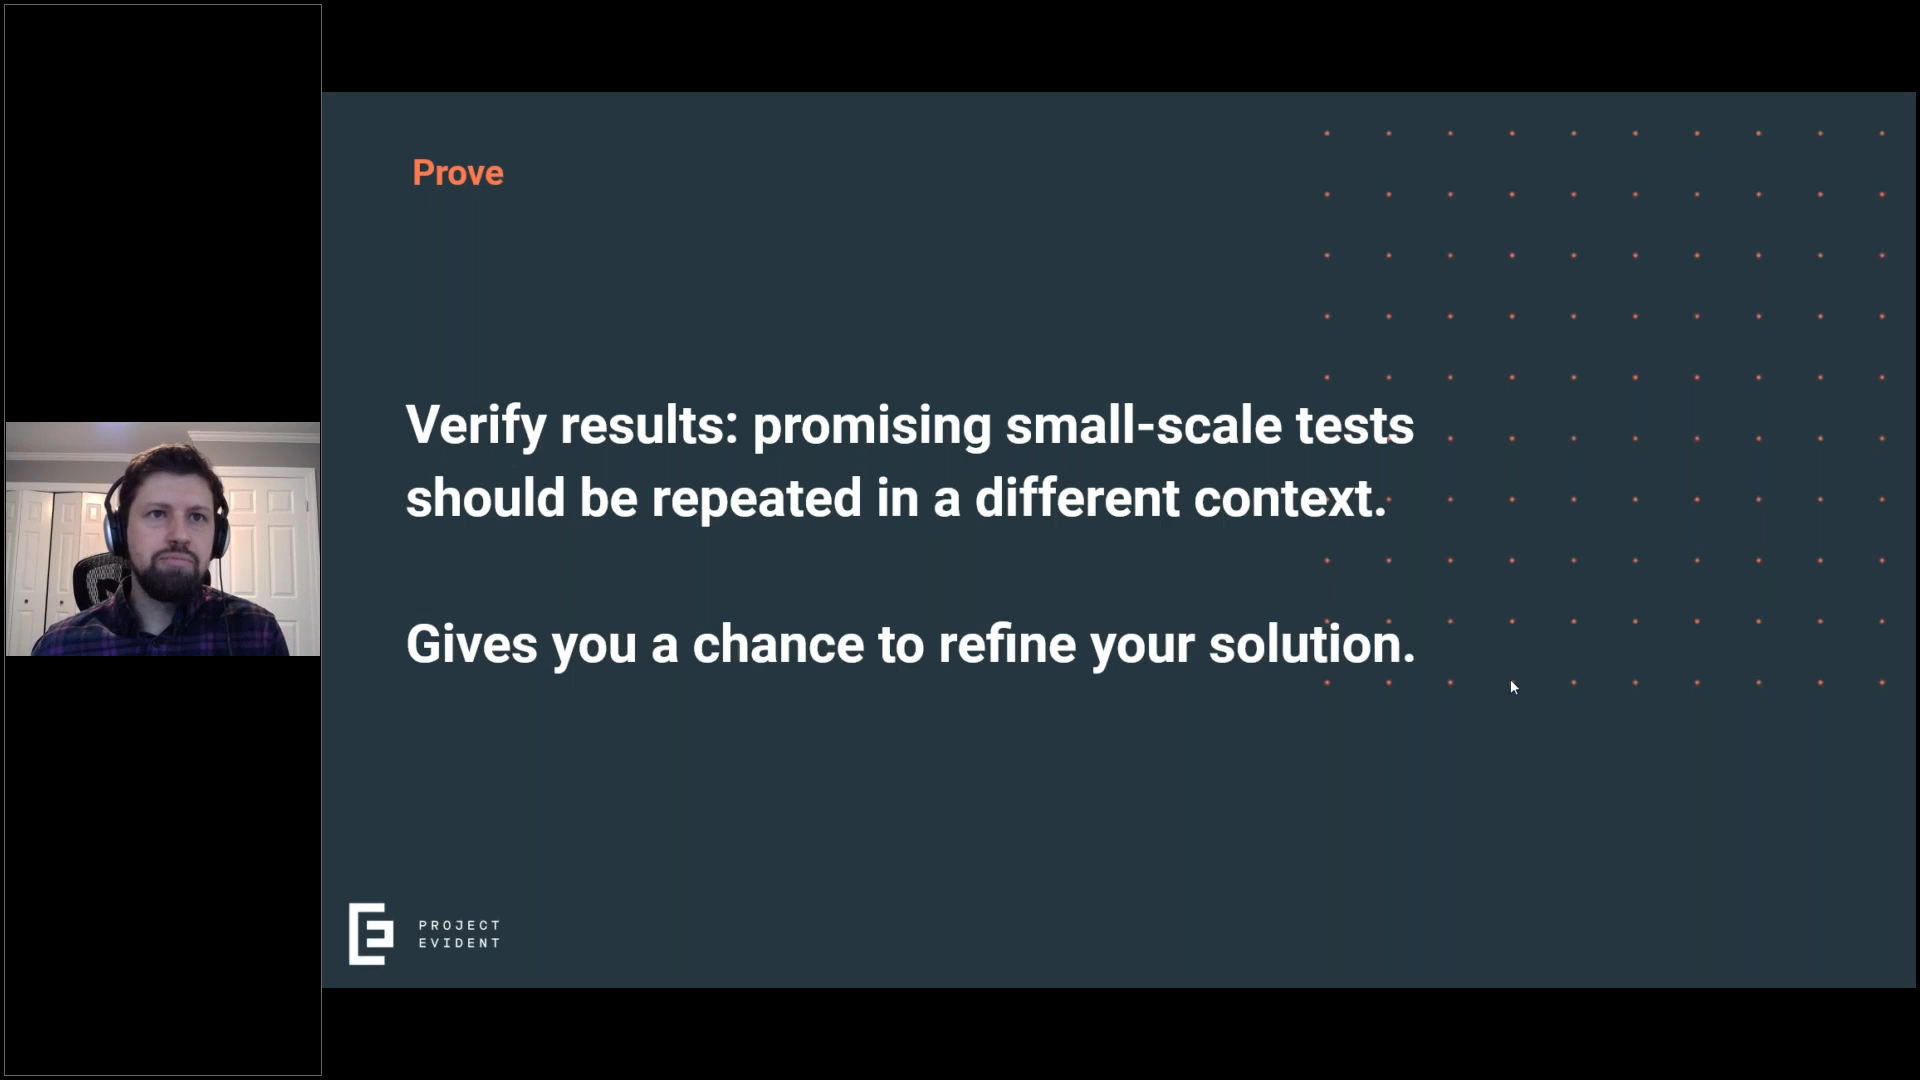 Prove
Verify results: promising small-scale tests
should be repeated in a different context.
Gives you a chance to refine your solution.
PROJECT
EVIDENT